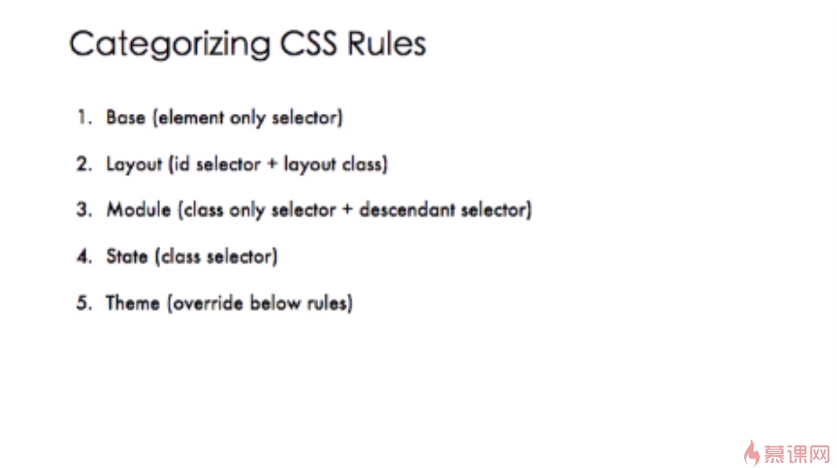 Categorizing CSS Rules
1. Base (element only selector)
2. Layout (id selector + layout class)
3. Module (class only selector + descendant selector)
4. State (class selector)
5. Theme (override below rules)
慕课网